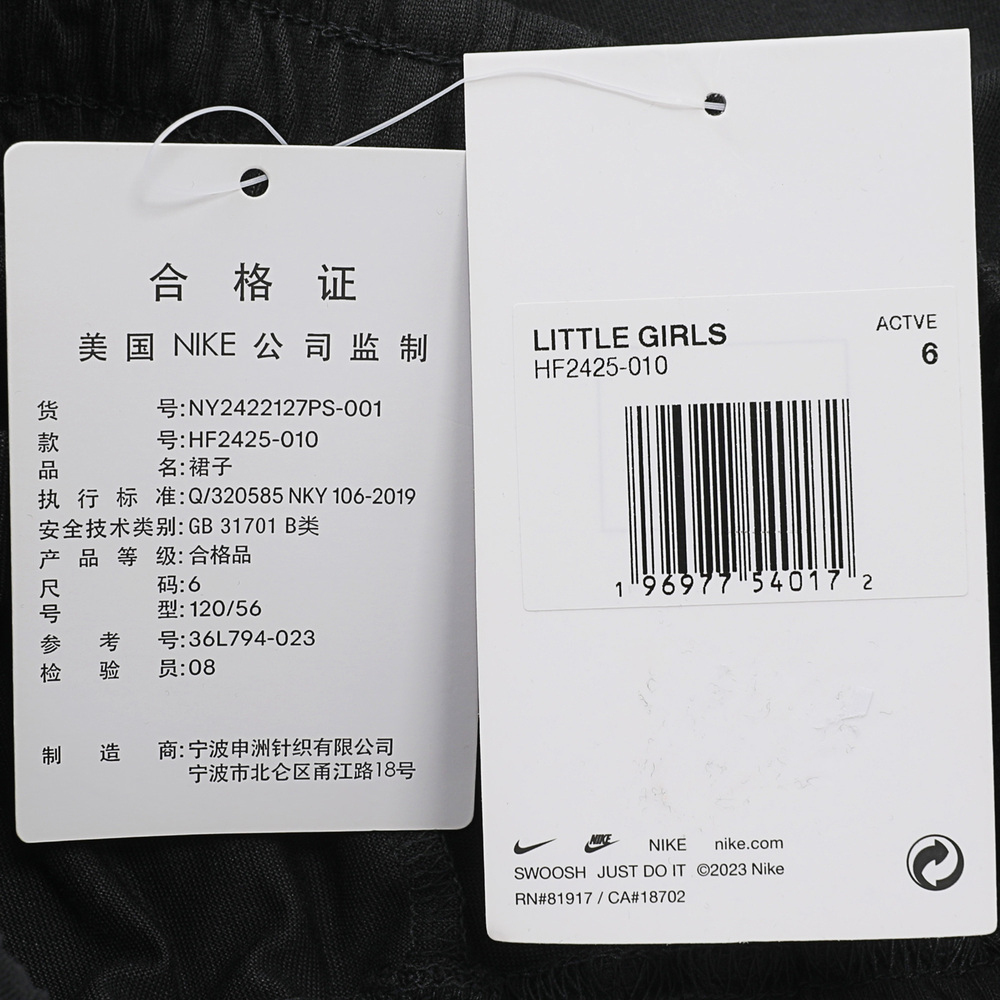 合格证
美国NIKE公司监制
货号:NY2422127PS-001
款号:HF2425-010
品名:裙子
执行标准:Q/320585 NKY 106-2019
安全技术类别:GB 31701 B类
产品等级:合格品
尺码:6
号型:120/56
参考号:36L794-023
检验员:08
制造商:宁波申洲针织有限公司
宁波市北仑区甬江路18号
LITTLE GIRLS
ACTVE
HF2425-010
6
1 96977 54017 2
NIKE NIKE nike.com
SWOOSH JUST DO IT ©2023 Nike
RN#81917 / CA#18702